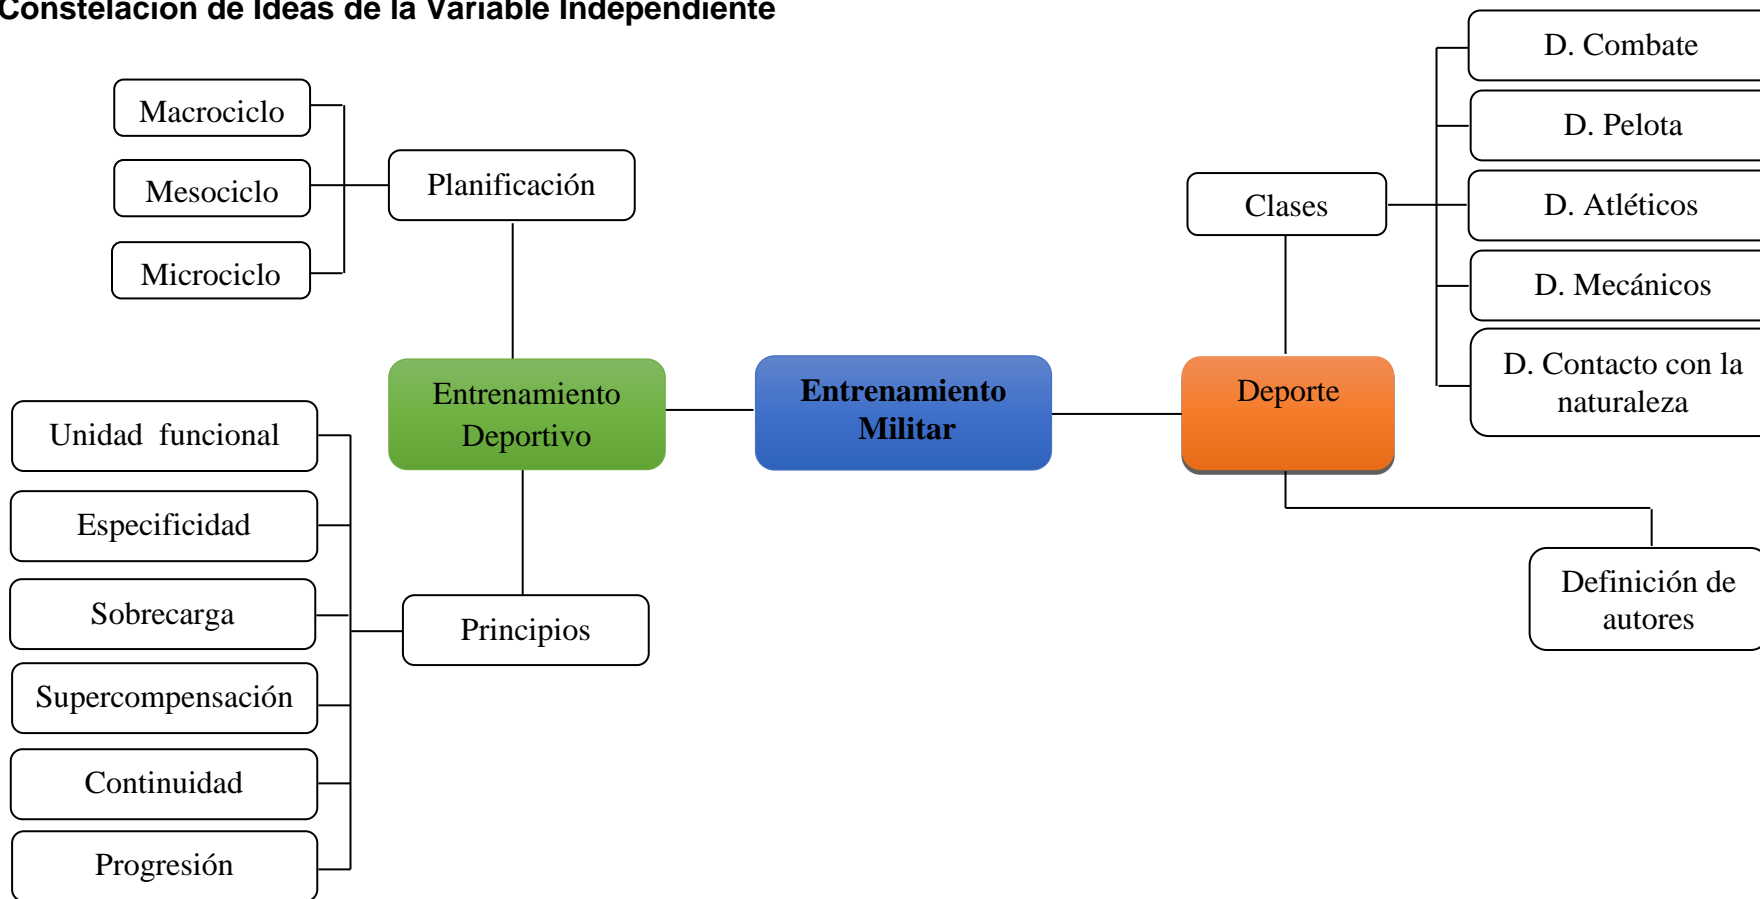 Constelación de Ideas de la Variable Independiente
Macrociclo
Mesociclo
Microciclo
Planificación
Clases
D. Combate
D. Pelota
D. Atléticos
D. Mecánicos
D. Contacto con la
naturaleza
Entrenamiento
Deportivo
Entrenamiento
Militar
Deporte
Unidad funcional
Especificidad
Sobrecarga
Supercompensación
Continuidad
Progresión
Principios
Definición de
autores